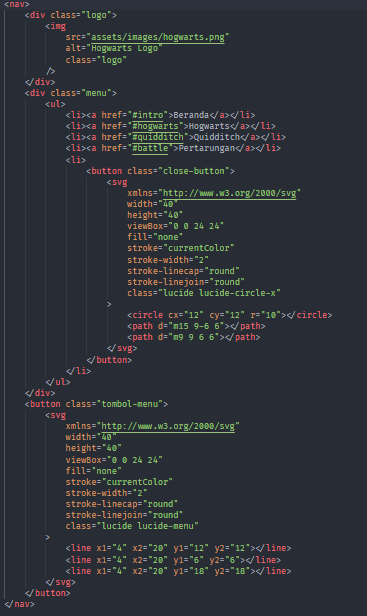 <nav>
<div class="logo">
<img
src="assets/images/hogwarts.png"
alt="Hogwarts Logo"
class="logo"
/>
</div>
<div class="menu">
<ul>
<li><a href="#intro">Beranda</a></li>
<li><a href="#hogwarts">Hogwarts</a></li>
<li><a href="#quidditch">Quidditch</a></li>
<li><a href="#battle">Pertarungan</a></li>
<li>
<button class="close-button">
<svg
xmlns="http://www.w3.org/2000/svg"
width="40"
height="40"
viewBox="0 0 24 24"
fill="none"
stroke="currentColor"
stroke-width="2"
stroke-linecap="round"
stroke-linejoin="round"
class="lucide lucide-circle-x"
>
<circle cx="12" cy="12" r="10"></circle>
<path d="m15 9-6 6"></path>
<path d="m9 9 6 6"></path>
</svg>
</button>
</li>
</ul>
</div>
<button class="tombol-menu">
<svg
xmlns="http://www.w3.org/2000/svg"
width="40"
height="40"
viewBox="0 0 24 24"
fill="none"
stroke="currentColor"
stroke-width="2"
stroke-linecap="round"
stroke-linejoin="round"
class="lucide lucide-menu"
>
<line x1="4" x2="20" y1="12" y2="12"></line>
<line x1="4" x2="20" y1="6" y2="6"></line>
<line x1="4" x2="20" y1="18" y2="18"></line>
</svg>
</button>
</nav>